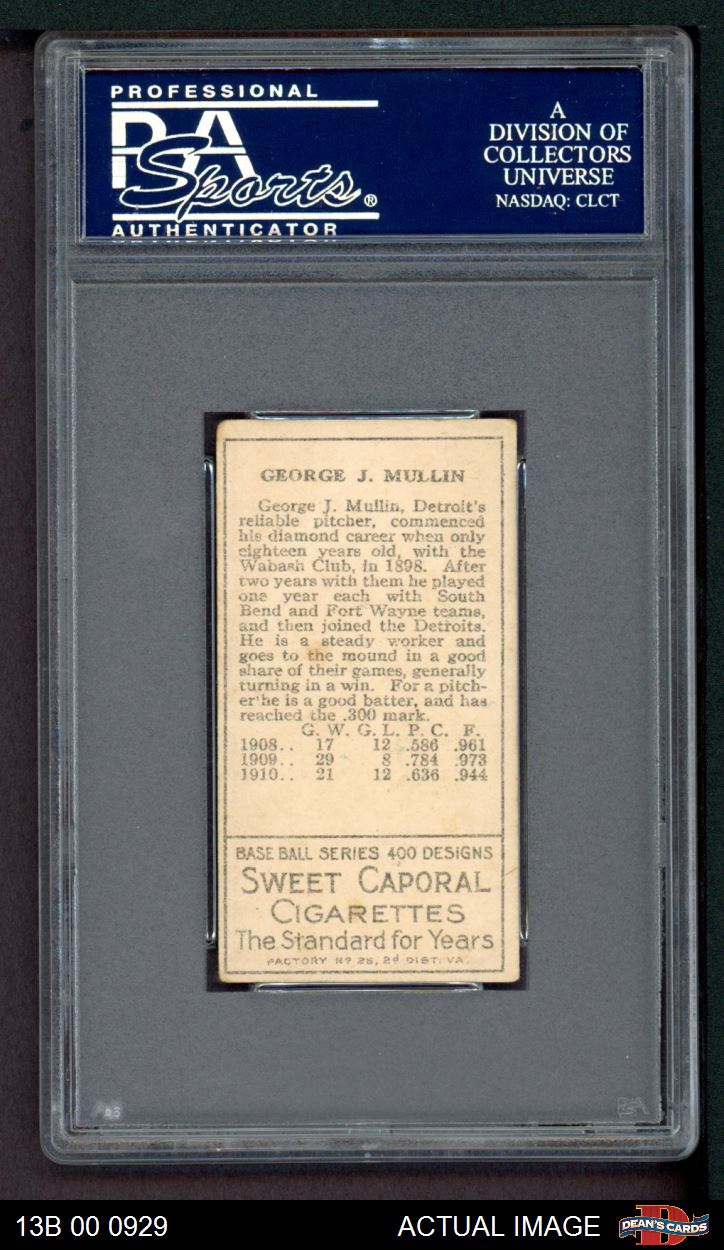 PROFESSIONAL
PSA
Sports®
AUTHENTICATOR
A
DIVISION OF
COLLECTORS
UNIVERSE
NASDAQ: CLCT
GEORGE J. MULLIN
George J. Mullin, Detroit's
reliable pitcher, commenced
his diamond career when only
eighteen years old, with the
Wabash Club, in 1898. After
two years with them he played
one year each with South
Bend and Fort Wayne teams,
and then joined the Detroits.
He is a steady worker and
goes to the mound in a good
share of their games, generally
turning in a win. For a pitch-
er he is a good batter, and has
reached the .300 mark.
G. W. G. L. P. C. F.
1908.. 17 12 .586 .961
1909.. 29 8 .784 .973
1910.. 21 12 .636 .944
BASE BALL SERIES 400 DESIGNS
SWEET CAPORAL
CIGARETTES
The Standard for Years
FACTORY Nº 25, 2d DIST. VA.
PSA
13B 00 0929
ACTUAL IMAGE
DEAN'S CARDS